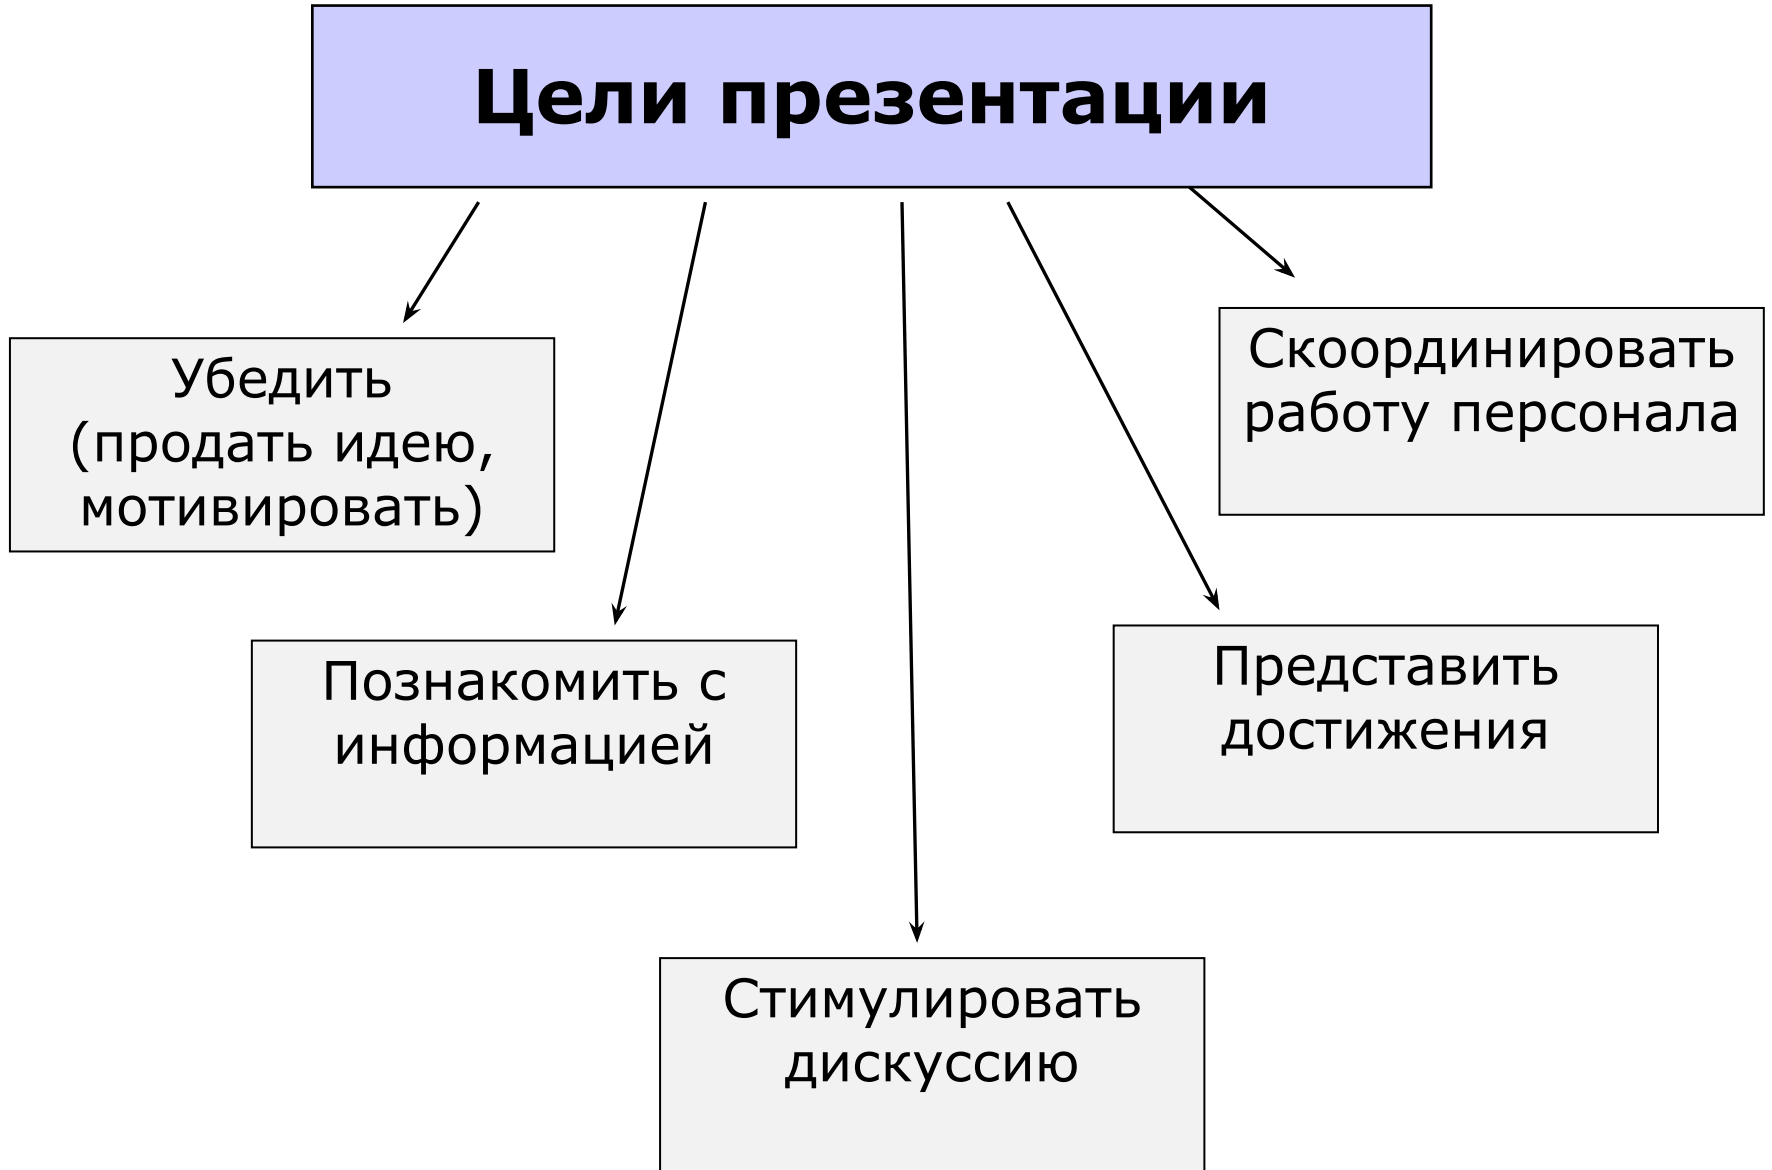 Цели презентации
Убедить
(продать идею,
мотивировать)
Познакомить с
информацией
Стимулировать
дискуссию
Представить
достижения
Скоординировать
работу персонала